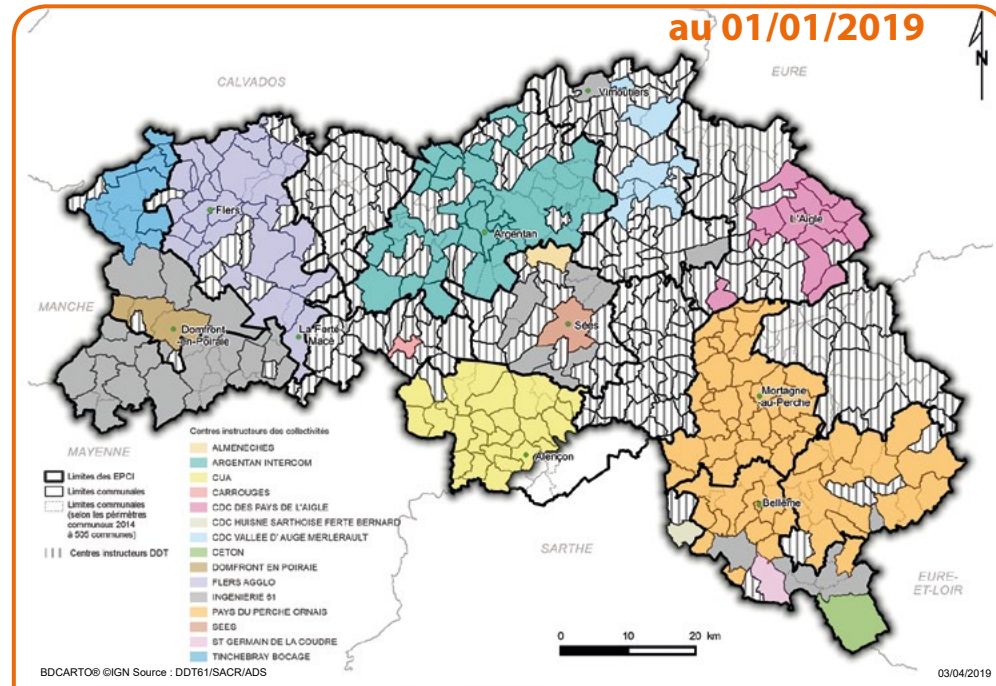 au 01/01/2019
N
CALVADOS
EURE
Vimoutiers
Flers
L'Aigle
Argentan
MANCHE
Domfront
-en-Poiraie
La Ferté
Macé
Sées
Mortagne
-au-Perche
MAYENNE
Alençon
Bellême
SARTHE
EURE-
ET-LOIR
Limites des EPCI
Limites communales
Limites communales
(selon les périmètres
communaux 2014
à 505 communes)
Centres instructeurs DDT
Centres instructeurs des collectivités
ALMENECHES
ARGENTAN INTERCOM
CUA
CARROUGES
CDC DES PAYS DE L'AIGLE
CDC HUISNE SARTHOISE FERTE BERNARD
CDC VALLEE D'AUGE MERLERAULT
CETON
DOMFRONT EN POIRAIE
FLERS AGGLO
INGENIERIE 61
PAYS DU PERCHE ORNAIS
SEES
ST GERMAIN DE LA COUDRE
TINCHEBRAY BOCAGE
0 10 20 km
BDCARTO® ©IGN Source : DDT61/SACR/ADS
03/04/2019